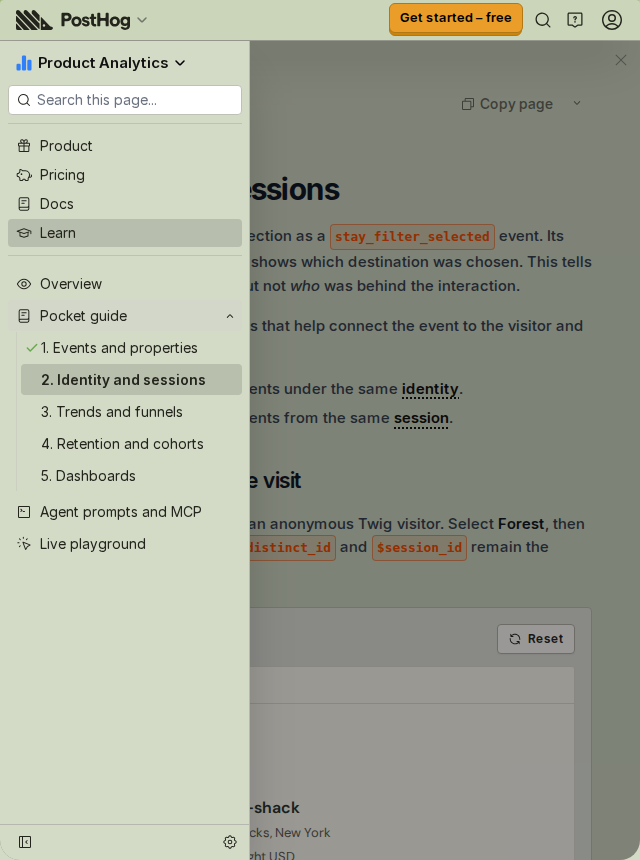 PostHog
Get started – free
Product Analytics
Search this page...
Product
Pricing
Docs
Learn
Overview
Pocket guide
1. Events and properties
2. Identity and sessions
3. Trends and funnels
4. Retention and cohorts
5. Dashboards
Agent prompts and MCP
Live playground
Copy page
essions
ection as a stay_filter_selected event. Its
shows which destination was chosen. This tells
ut not who was behind the interaction.
s that help connect the event to the visitor and
ents under the same identity.
ents from the same session.
e visit
an anonymous Twig visitor. Select Forest, then
distinct_id and $session_id remain the
Reset
-shack
cks, New York
ght USD